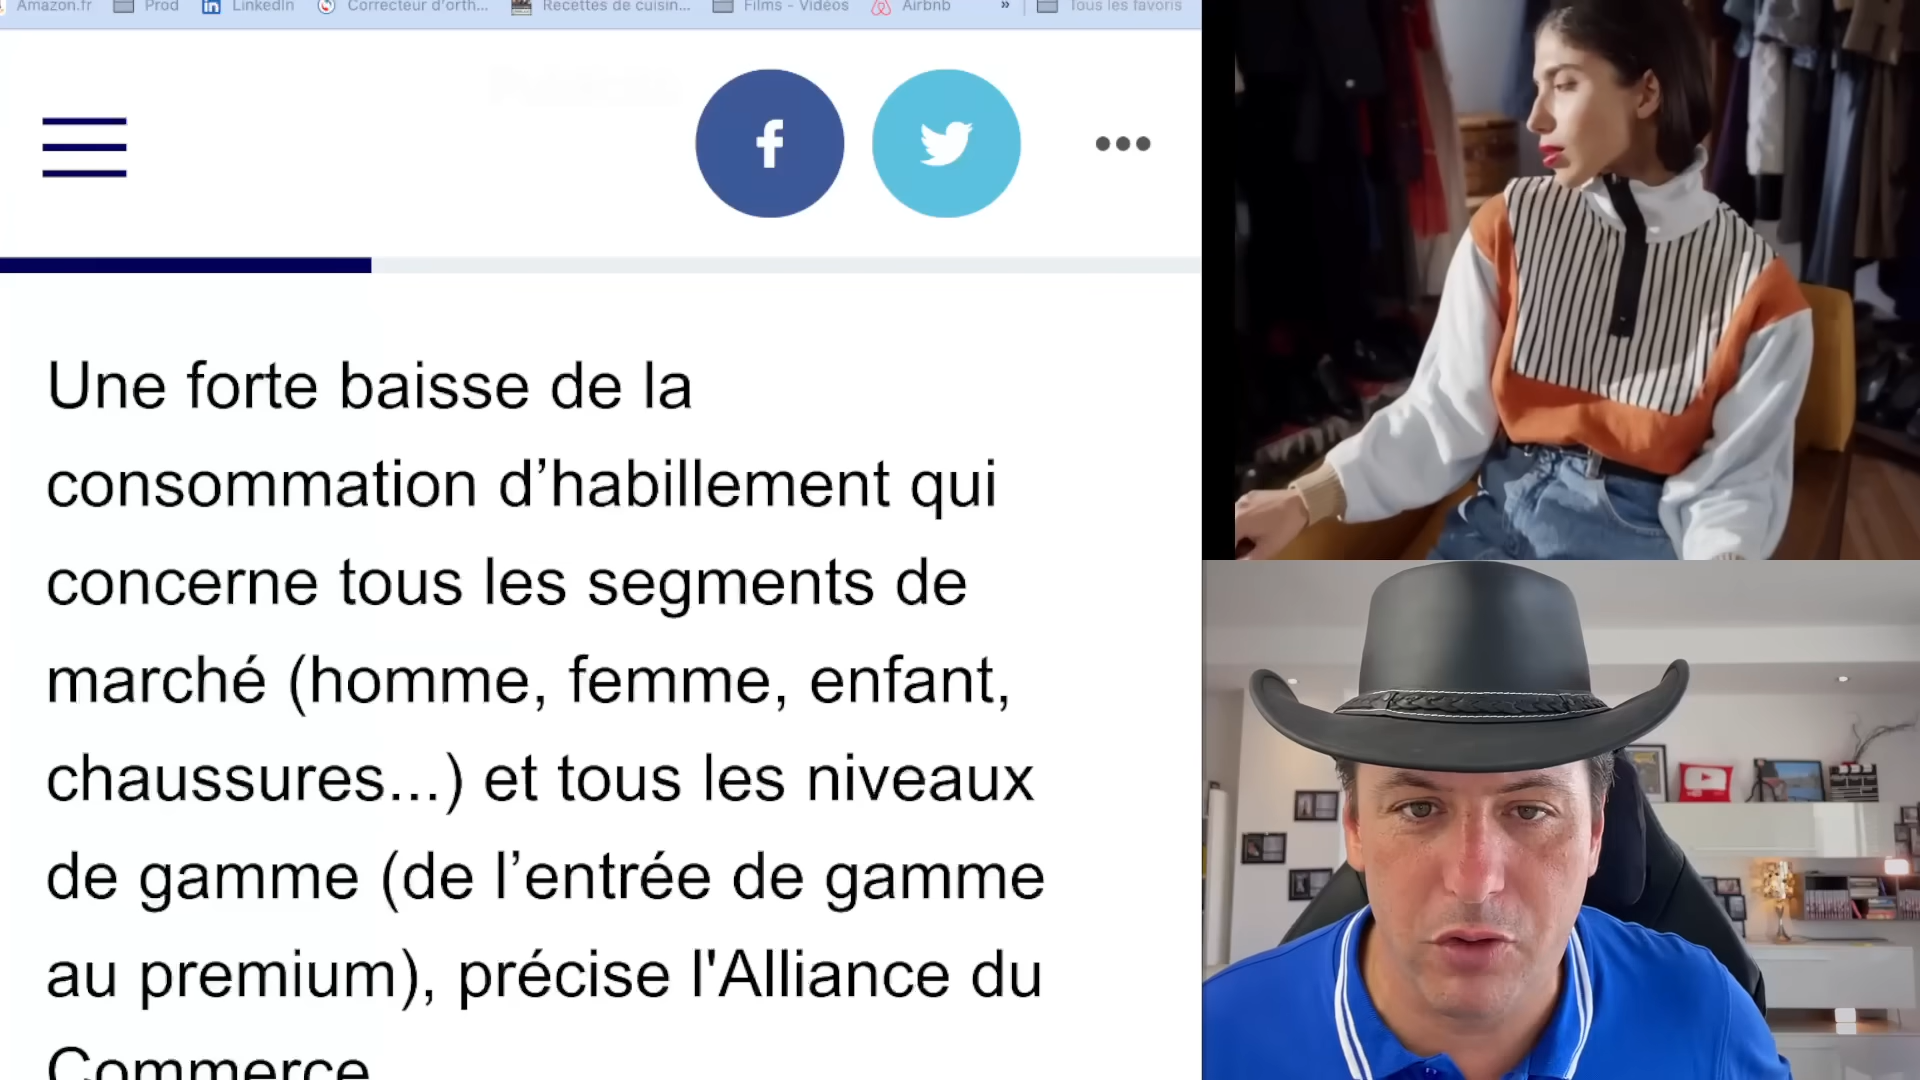 Amazon.fr Prod LinkedIn Correcteur d'orth... Recettes de cuisin... Films - Vidéos Airbnb » Tous les favoris
Une forte baisse de la
consommation d’habillement qui
concerne tous les segments de
marché (homme, femme, enfant,
chaussures...) et tous les niveaux
de gamme (de l’entrée de gamme
au premium), précise l'Alliance du
Commerce